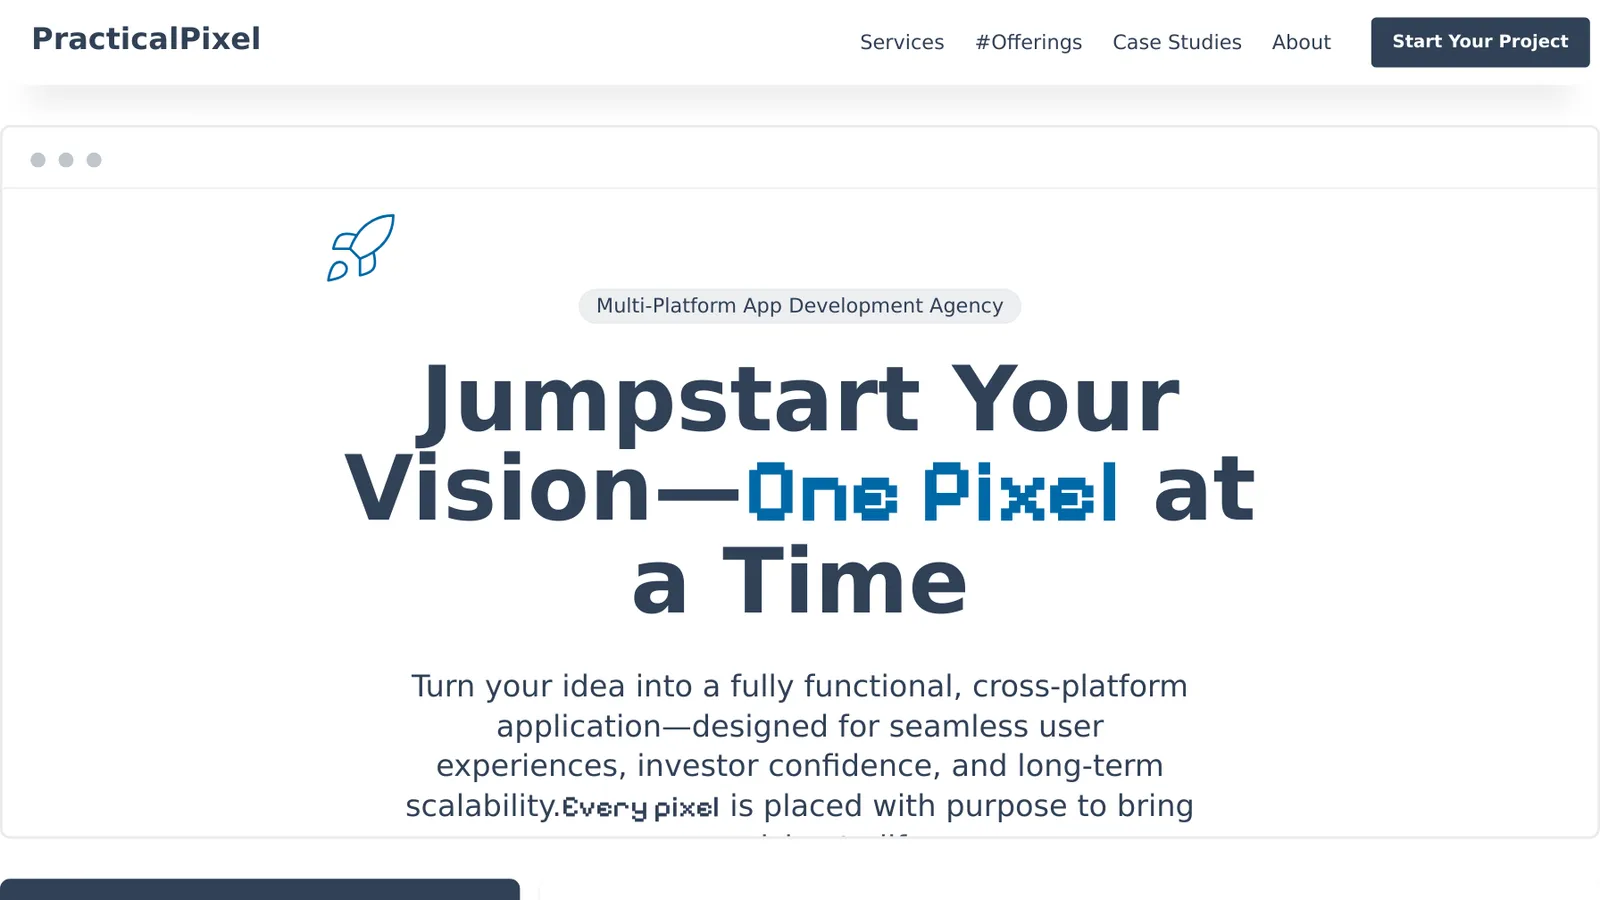 PracticalPixel
Services
#Offerings
Case Studies
About
Start Your Project
Multi-Platform App Development Agency
Jumpstart Your
Vision—One Pixel at
a Time
Turn your idea into a fully functional, cross-platform
application—designed for seamless user
experiences, investor confidence, and long-term
scalability.Every pixel is placed with purpose to bring